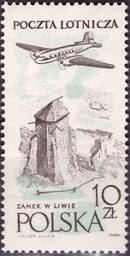 POCZTA LOTNICZA
ZAMEK W LIWIE
10 ZŁ
POLSKA